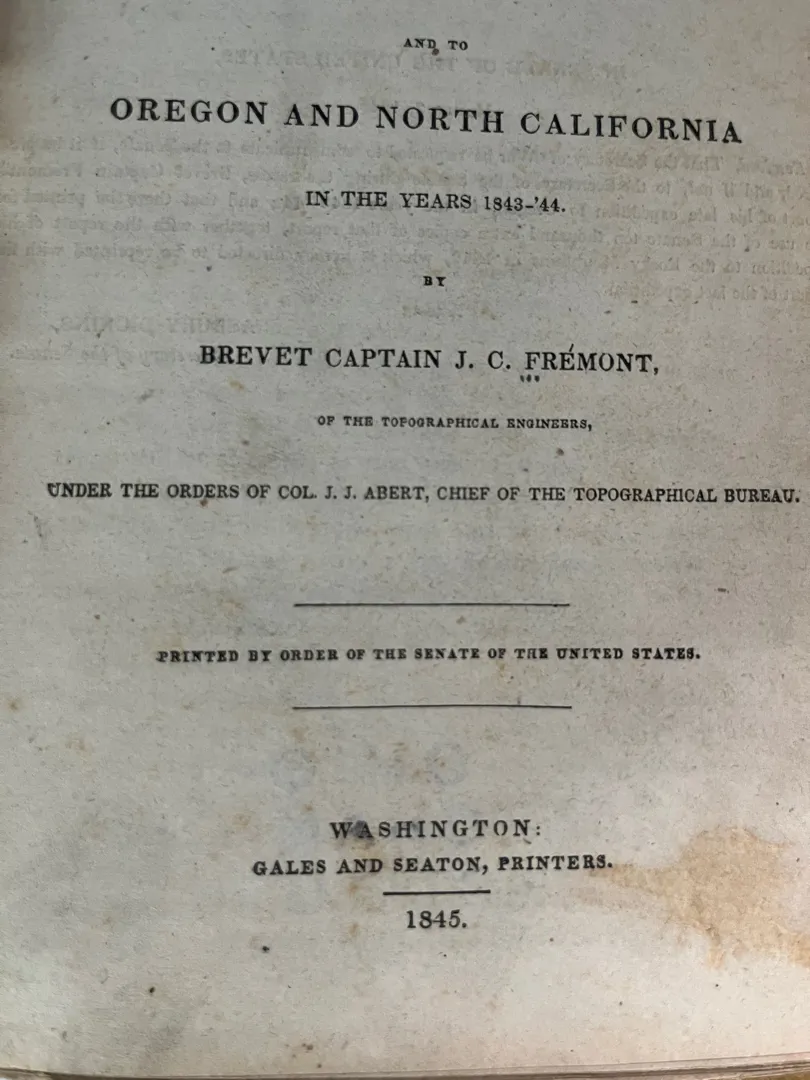 AND TO
OREGON AND NORTH CALIFORNIA
IN THE YEARS 1843-'44.
BY
BREVET CAPTAIN J. C. FRÉMONT,
OF THE TOPOGRAPHICAL ENGINEERS,
UNDER THE ORDERS OF COL. J. J. ABERT, CHIEF OF THE TOPOGRAPHICAL BUREAU.
PRINTED BY ORDER OF THE SENATE OF THE UNITED STATES.
WASHINGTON:
GALES AND SEATON, PRINTERS.
1845.